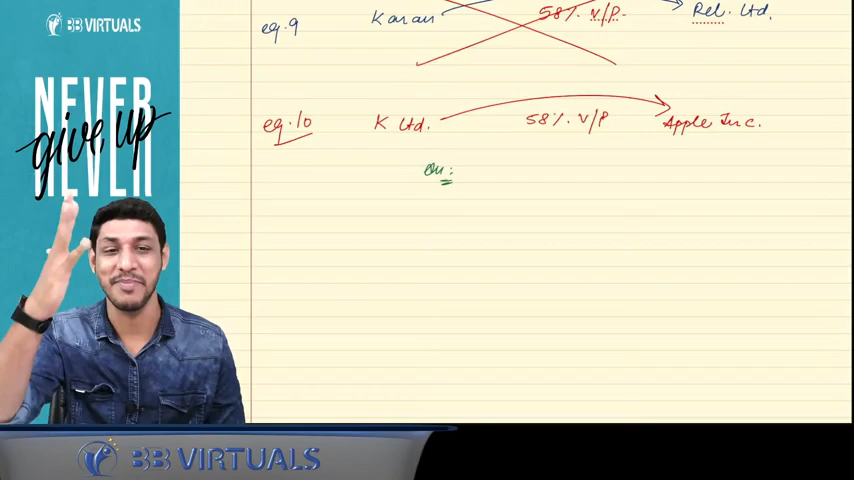 BB VIRTUALS
NEVER
give up
NEVER
eg.9 Karan 58% V/P. Rel. Ltd.
eg.10 K Ltd. 58% V/P Apple Inc.
Qu:
BB VIRTUALS